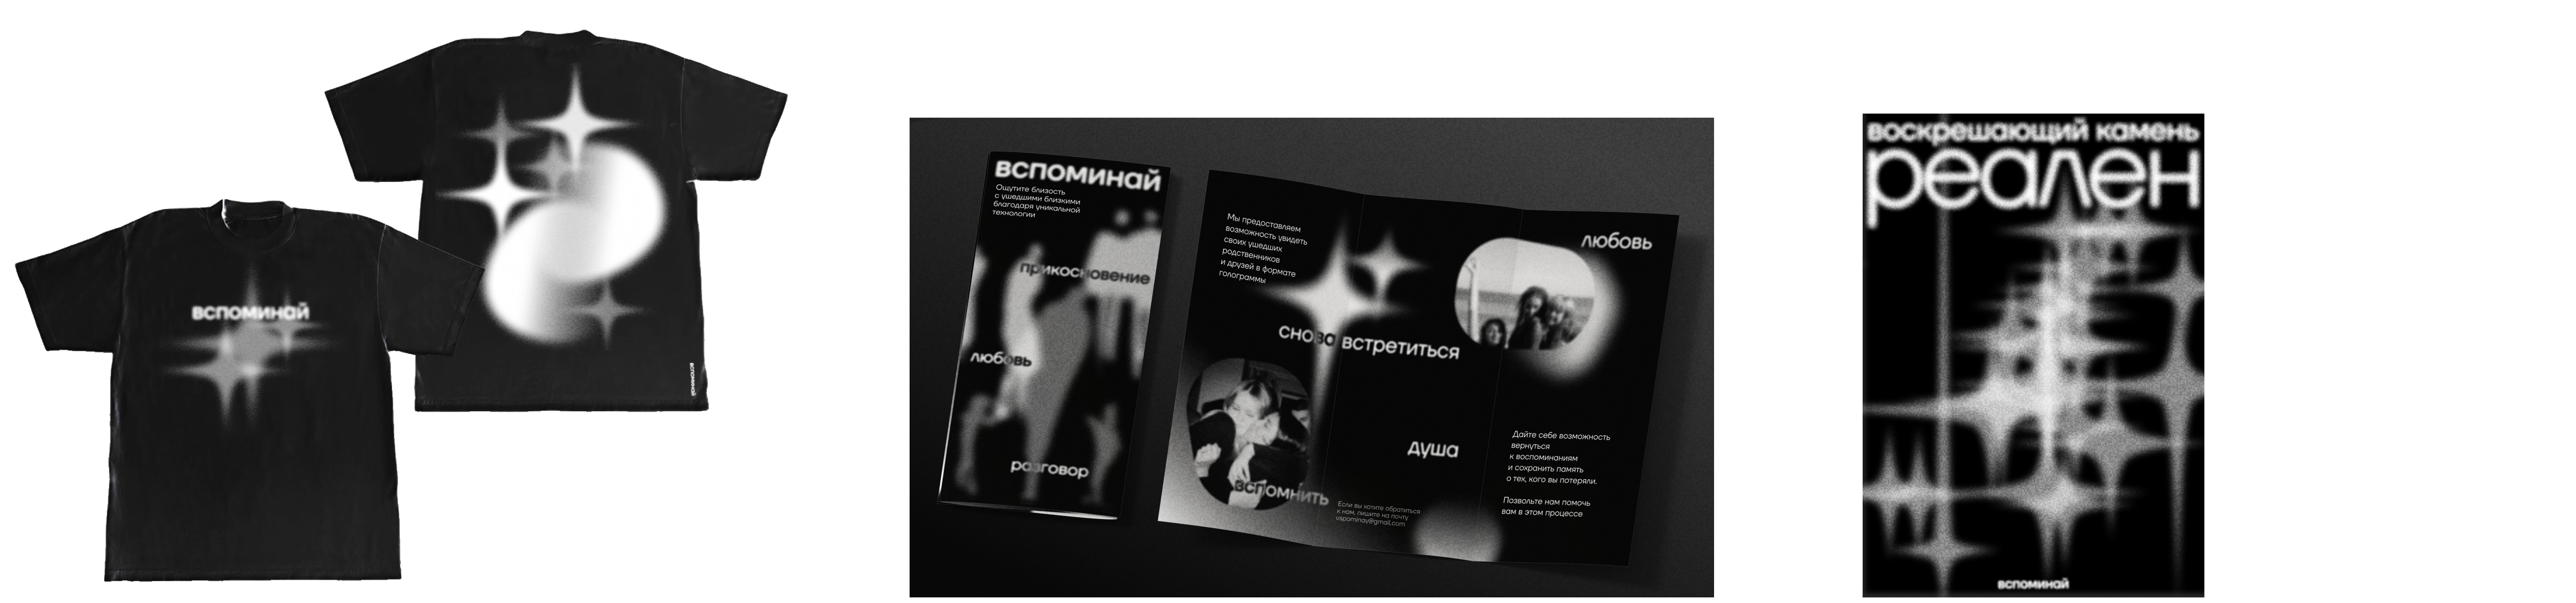 вспоминай
вспоминай
вспоминай
Ощутите близость
с ушедшими близкими
благодаря уникальной
технологии
прикосновение
любовь
разговор
Мы предоставляем
возможность увидеть
своих ушедших
родственников
и друзей в формате
голограммы
снова встретиться
вспомнить
душа
Если вы хотите обратиться
к нам, пишите на почту
vspominay@gmail.com
любовь
Дайте себе возможность
вернуться
к воспоминаниям
и сохранить память
о тех, кого вы потеряли.
Позвольте нам помочь
вам в этом процессе
воскрешающий камень
реален
вспоминай